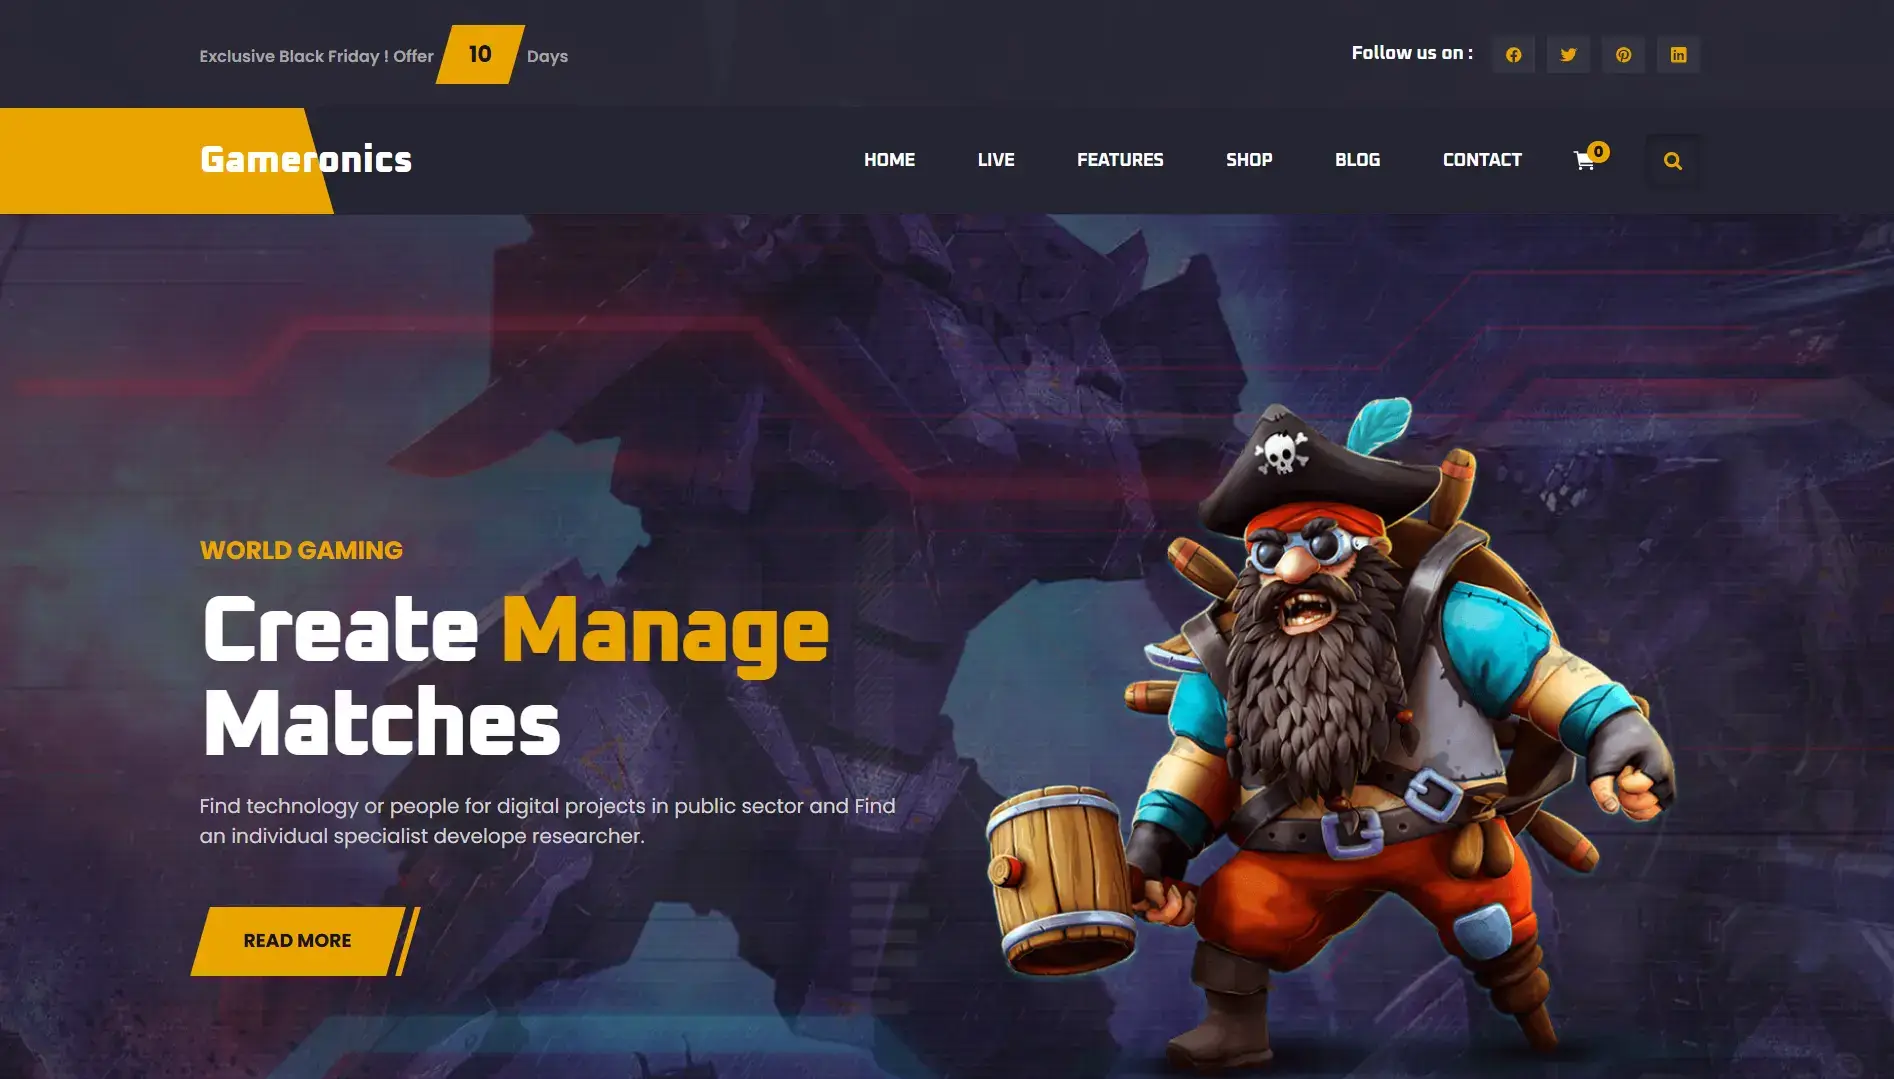 Exclusive Black Friday ! Offer 10 Days
Follow us on :
Gameronics
HOME LIVE FEATURES SHOP BLOG CONTACT 0
WORLD GAMING
Create Manage
Matches
Find technology or people for digital projects in public sector and Find
an individual specialist develope researcher.
READ MORE